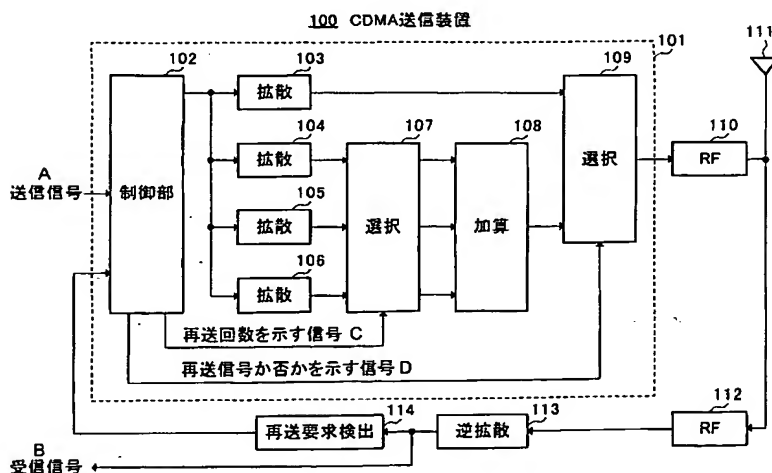 100 CDMA送信装置
101
102
103
109
111
拡散
104
107
108
110
拡散
RF
A
送信信号
制御部
105
選択
加算
選択
拡散
106
拡散
再送回数を示す信号 C
再送信号か否かを示す信号 D
114
113
112
再送要求検出
逆拡散
RF
B
受信信号